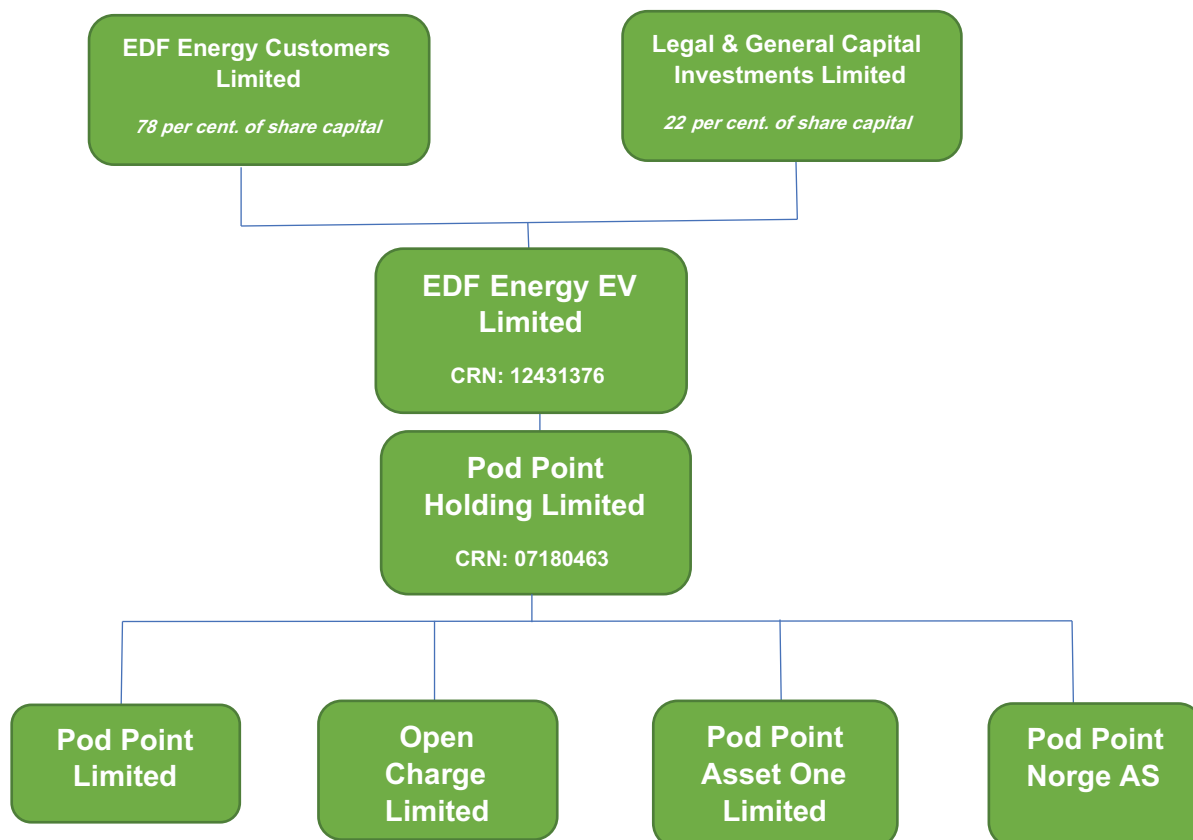 EDF Energy Customers
Limited
78 per cent. of share capital
Legal & General Capital
Investments Limited
22 per cent. of share capital
EDF Energy EV
Limited
CRN: 12431376
Pod Point
Holding Limited
CRN: 07180463
Pod Point
Limited
Open
Charge
Limited
Pod Point
Asset One
Limited
Pod Point
Norge AS